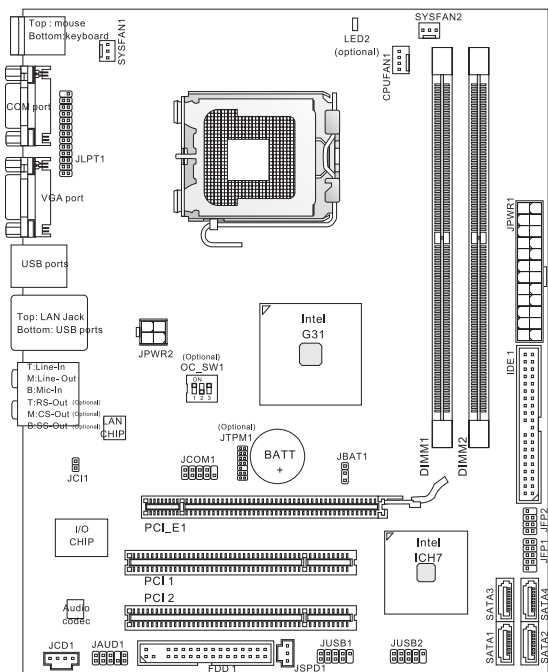 Top : mouse
Bottom:keyboard
SYSFAN1
LED2
(optional)
SYSFAN2
CPUFAN1
COM port
JLPT1
VGA port
USB ports
Top: LAN Jack
Bottom: USB ports
JPWR1
Intel
G31
JPWR2
(Optional)
OC_SW1
ON
1 2 3
IDE 1
T:Line-In
M:Line-Out
B:Mic-In
T:RS-Out (Optional)
M:CS-Out (Optional)
B:SS-Out (Optional)
LAN
CHIP
DIMM1
DIMM2
(Optional)
JTPM1
BATT
+
JBAT1
JCI1
JCOM1
PCI_E1
JFP2
JFP1
I/O
CHIP
Intel
ICH7
PCI 1
PCI 2
SATA3
SATA4
Audio
codec
JCD1
JAUD1
FDD 1
JSPD1
JUSB1
JUSB2
ATA1
ATA2